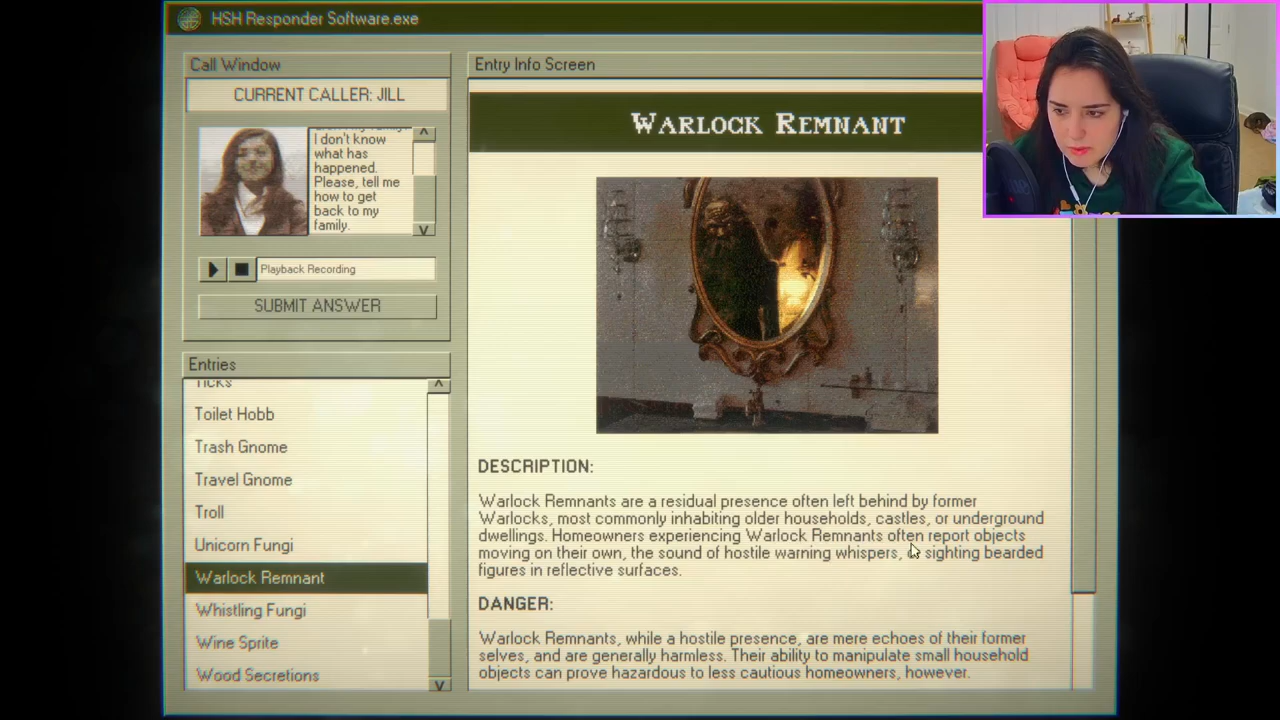 HSH Responder Software.exe
Call Window
CURRENT CALLER: JILL
I don't know
what has
happened.
Please, tell me
how to get
back to my
family.
Playback Recording
SUBMIT ANSWER
Entries
Ticks
Toilet Hobb
Trash Gnome
Travel Gnome
Troll
Unicorn Fungi
Warlock Remnant
Whistling Fungi
Wine Sprite
Wood Secretions
Entry Info Screen
WARLOCK REMNANT
DESCRIPTION:
Warlock Remnants are a residual presence often left behind by former
Warlocks, most commonly inhabiting older households, castles, or underground
dwellings. Homeowners experiencing Warlock Remnants often report objects
moving on their own, the sound of hostile warning whispers, or sighting bearded
figures in reflective surfaces.
DANGER:
Warlock Remnants, while a hostile presence, are mere echoes of their former
selves, and are generally harmless. Their ability to manipulate small household
objects can prove hazardous to less cautious homeowners, however.